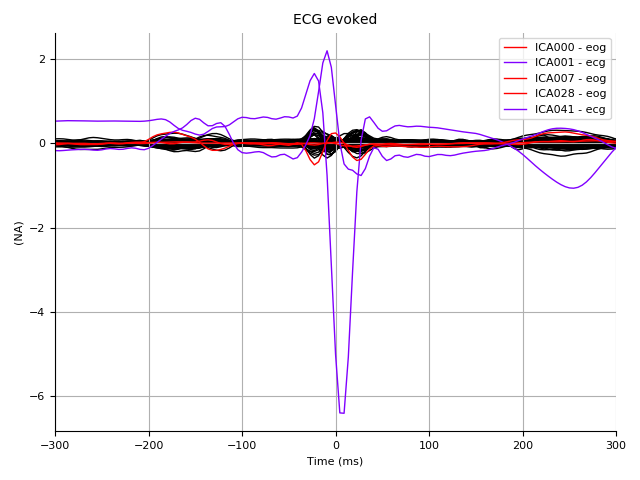 ECG evoked
ICA000 - eog
ICA001 - ecg
ICA007 - eog
ICA028 - eog
ICA041 - ecg
2
0
−2
−4
−6
(NA)
−300 −200 −100 0 100 200 300
Time (ms)